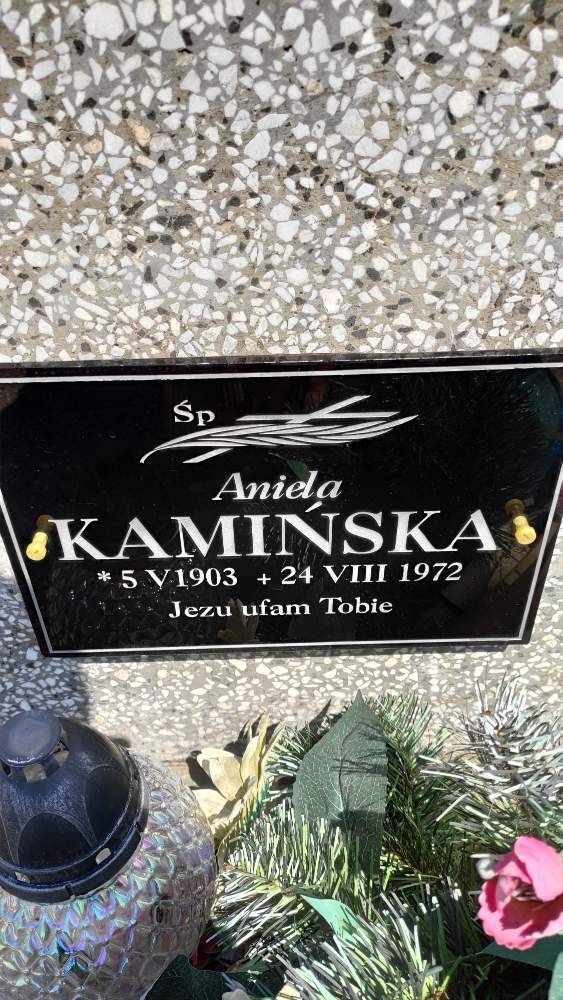 Śp
Aniela
KAMIŃSKA
* 5 V 1903 + 24 VIII 1972
Jezu ufam Tobie